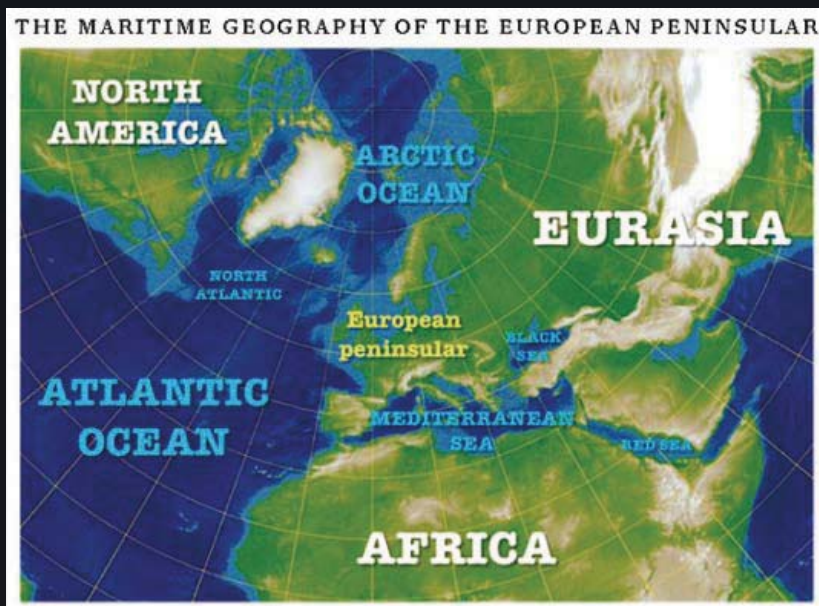 THE MARITIME GEOGRAPHY OF THE EUROPEAN PENINSULAR
NORTH
AMERICA
ARCTIC
OCEAN
EURASIA
NORTH
ATLANTIC
European
peninsular
BLACK
SEA
ATLANTIC
OCEAN
MEDITERRANEAN
SEA
RED SEA
AFRICA